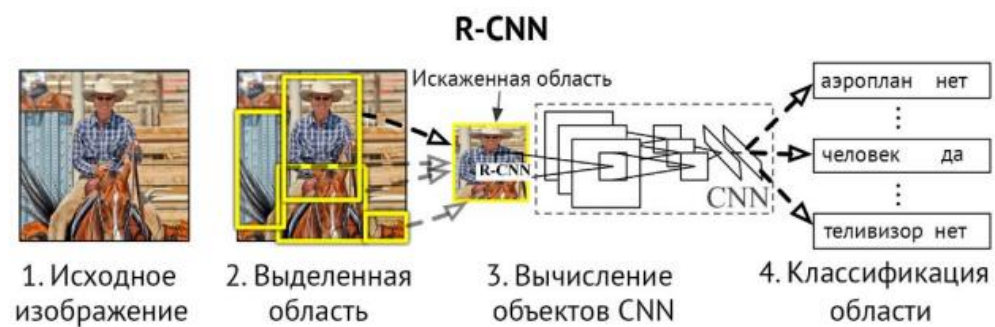 R-CNN
Искаженная область
аэроплан нет
R-CNN
человек да
CNN
теливизор нет
1. Исходное
изображение
2. Выделенная
область
3. Вычисление
объектов CNN
4. Классификация
области